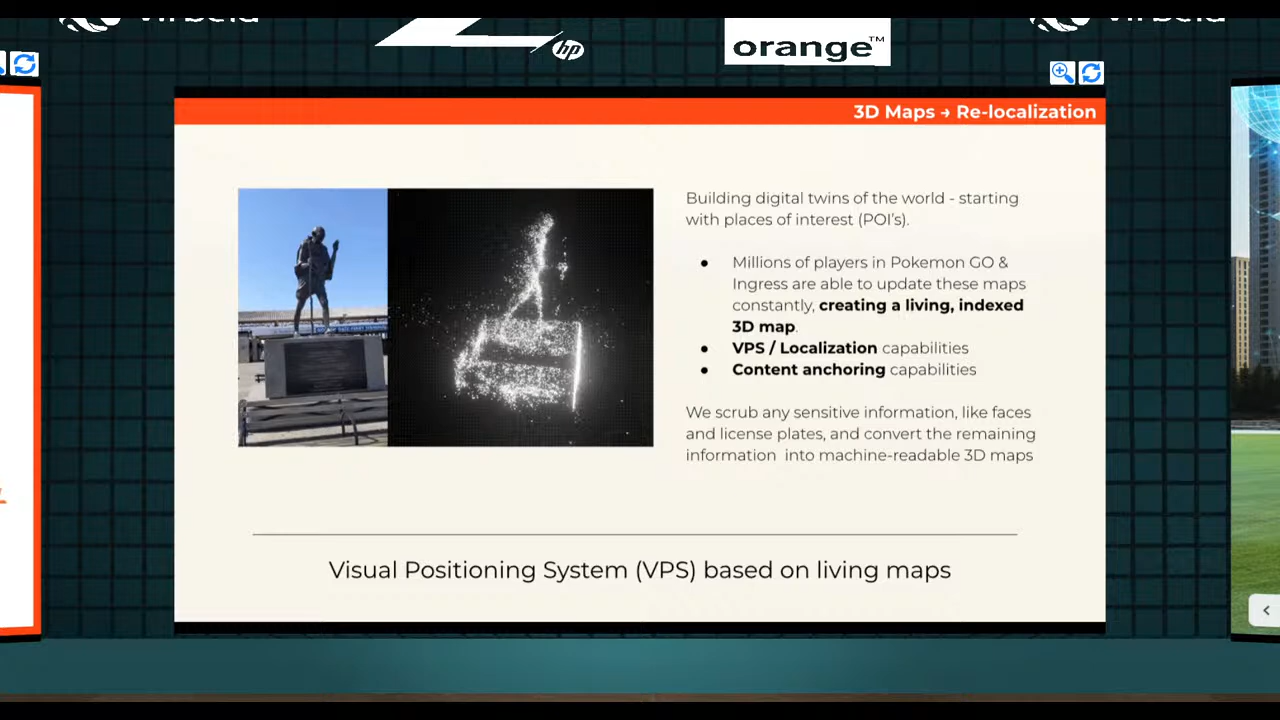 hp
orange™
3D Maps → Re-localization
Building digital twins of the world - starting
with places of interest (POI's).
● Millions of players in Pokemon GO &
Ingress are able to update these maps
constantly, creating a living, indexed
3D map.
● VPS / Localization capabilities
● Content anchoring capabilities
We scrub any sensitive information, like faces
and license plates, and convert the remaining
information into machine-readable 3D maps
Visual Positioning System (VPS) based on living maps